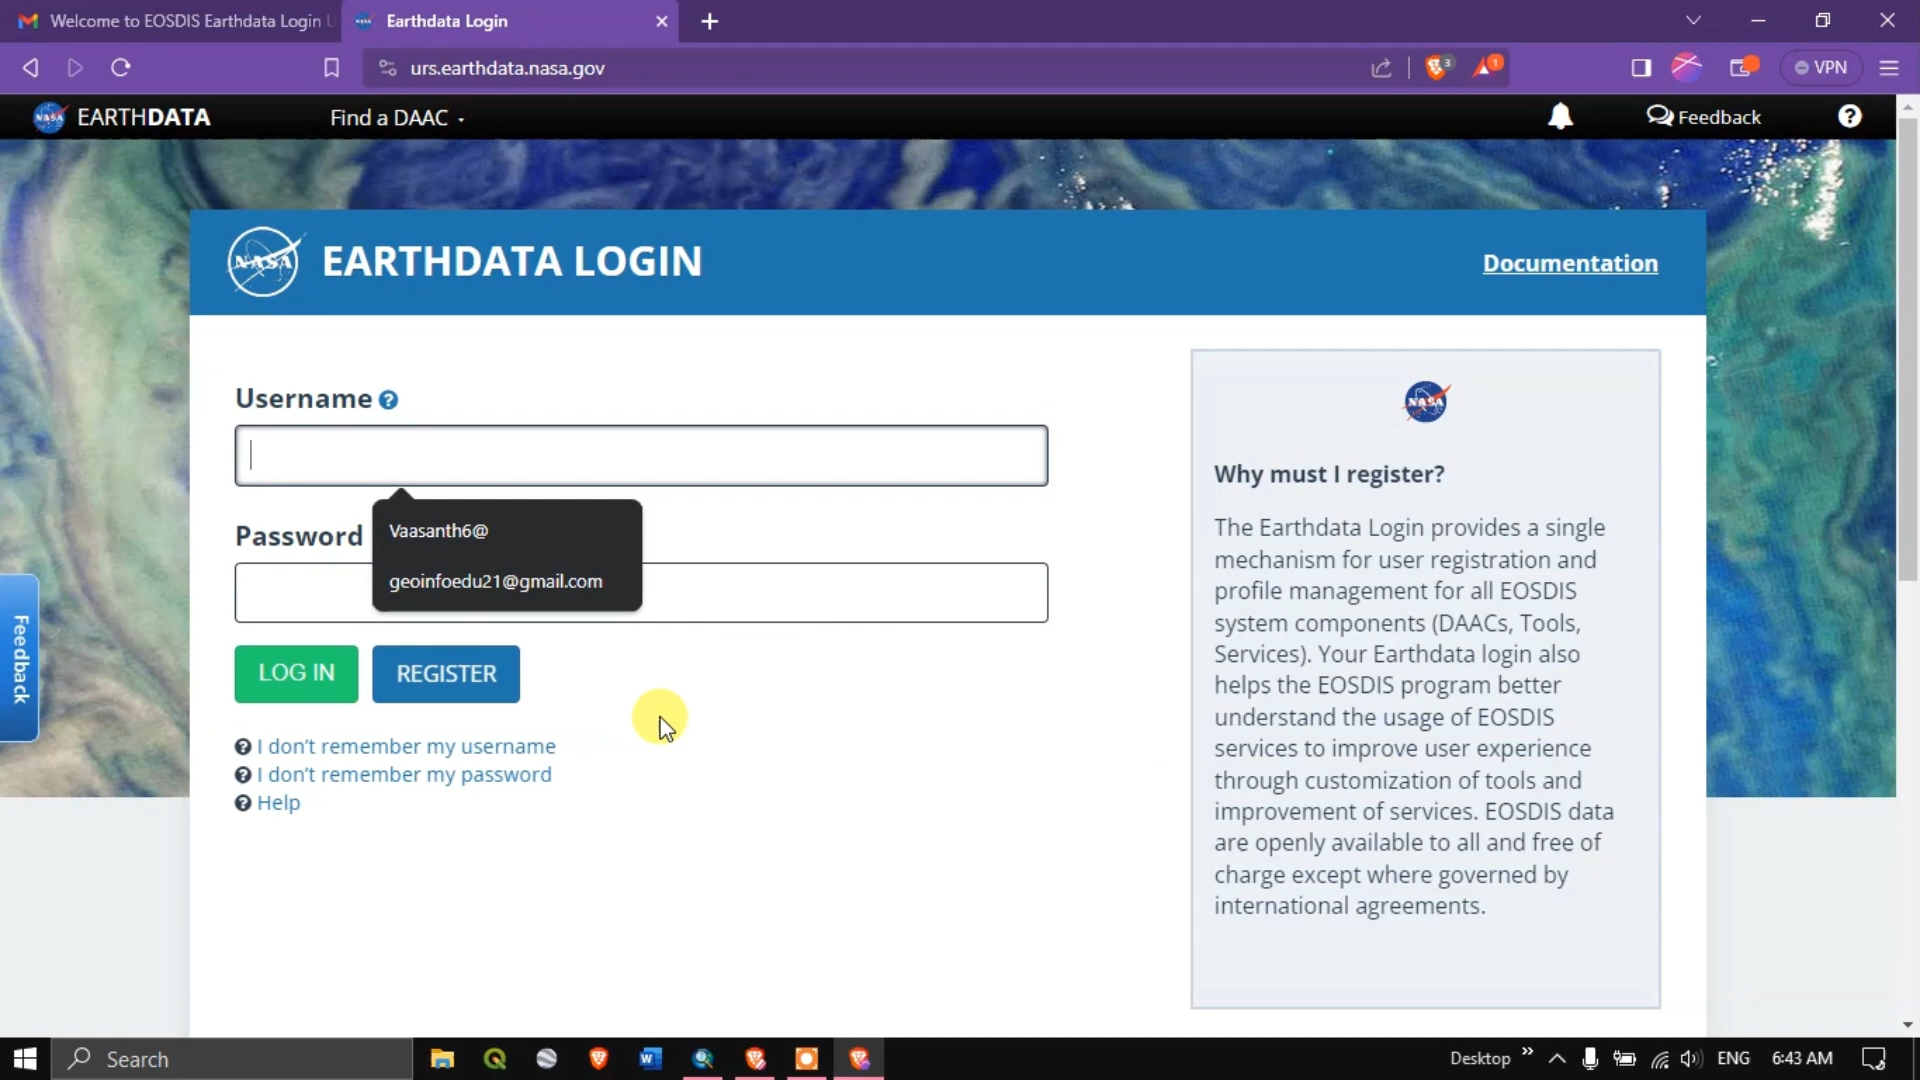 Welcome to EOSDIS Earthdata Login U
Earthdata Login
urs.earthdata.nasa.gov
3
1
VPN
NASA
EARTHDATA
Find a DAAC
Feedback
NASA
EARTHDATA LOGIN
Documentation
Username
Vaasanth6@
geoinfoedu21@gmail.com
Password
LOG IN
REGISTER
I don't remember my username
I don't remember my password
Help
Feedback
NASA
Why must I register?
The Earthdata Login provides a single
mechanism for user registration and
profile management for all EOSDIS
system components (DAACs, Tools,
Services). Your Earthdata login also
helps the EOSDIS program better
understand the usage of EOSDIS
services to improve user experience
through customization of tools and
improvement of services. EOSDIS data
are openly available to all and free of
charge except where governed by
international agreements.
Search
Desktop
ENG
6:43 AM